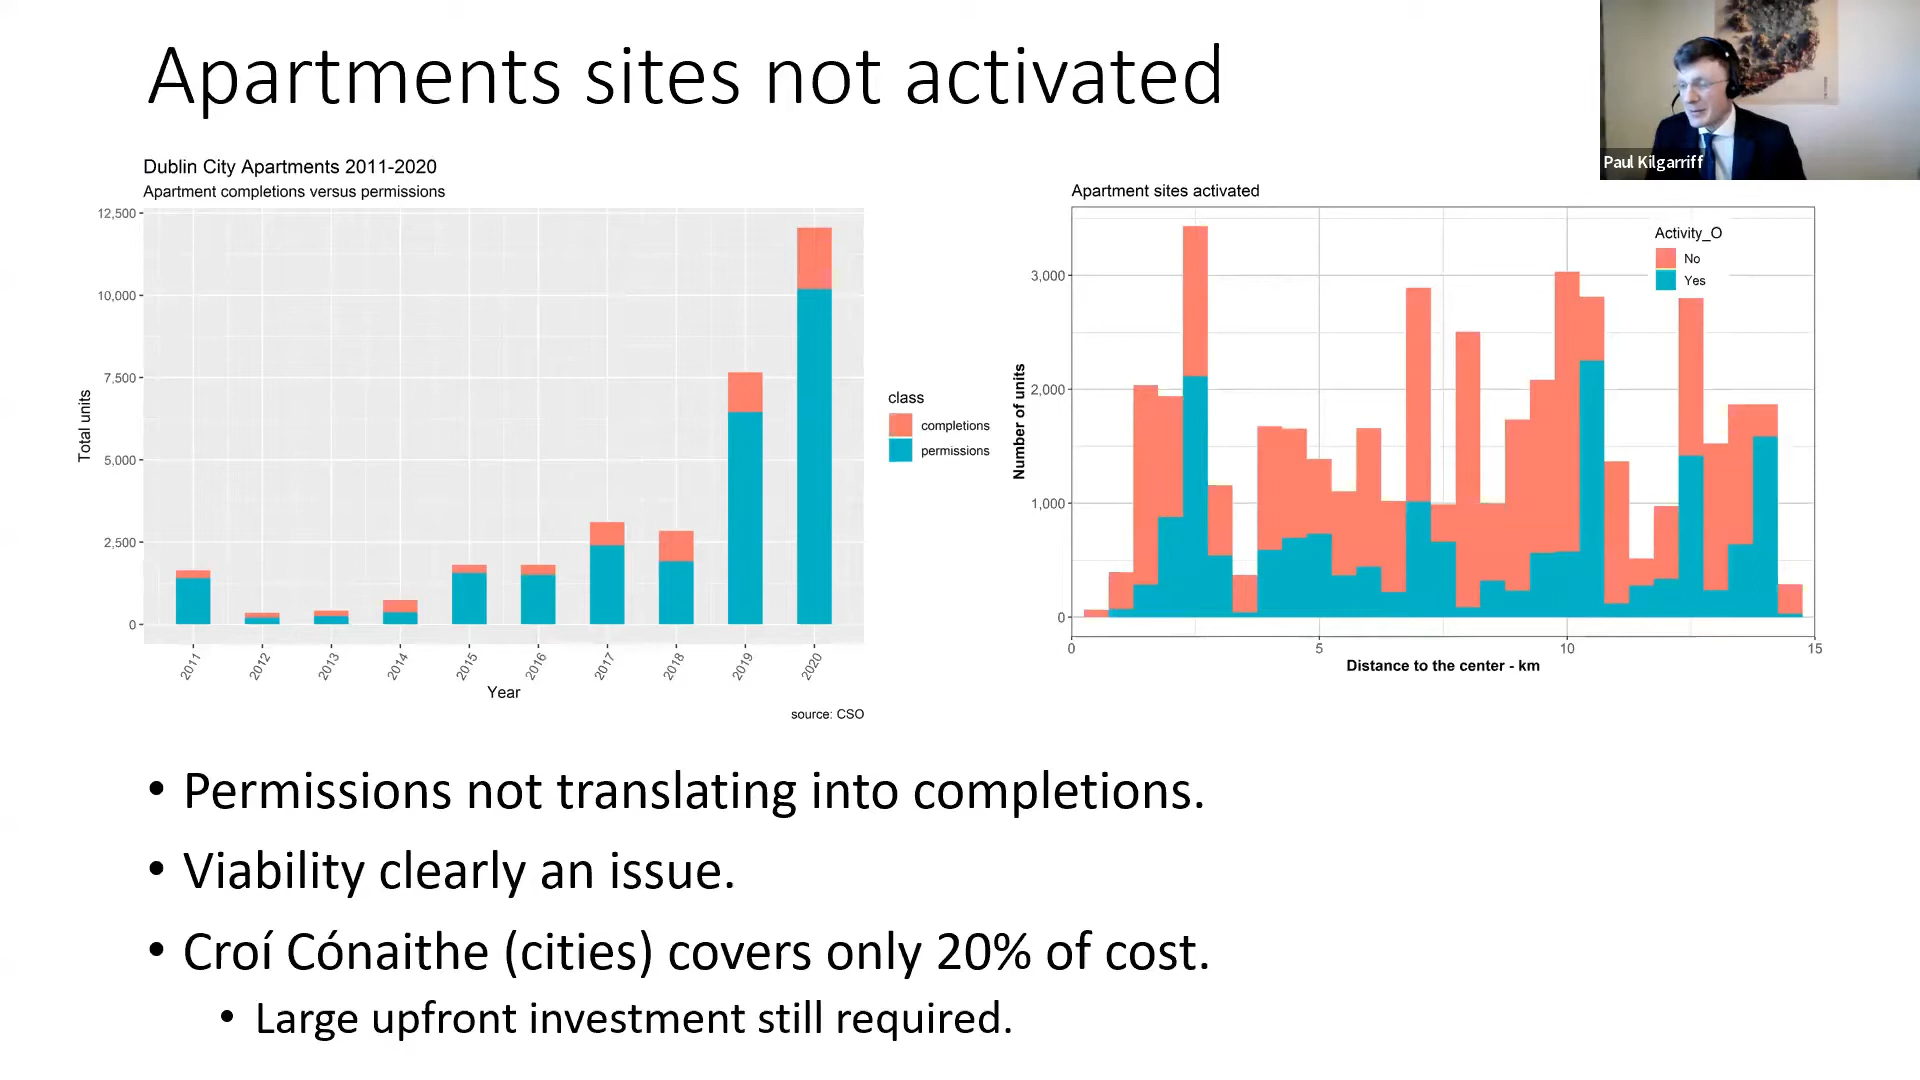 Apartments sites not activated
Paul Kilgarriff
Dublin City Apartments 2011-2020
Apartment completions versus permissions
12,500
10,000
7,500
5,000
2,500
0
Total units
2011
2012
2013
2014
2015
2016
2017
2018
2019
2020
Year
source: CSO
class
completions
permissions
Apartment sites activated
Activity_O
No
Yes
3,000
2,000
1,000
0
Number of units
0
5
10
15
Distance to the center - km
• Permissions not translating into completions.
• Viability clearly an issue.
• Croí Cónaithe (cities) covers only 20% of cost.
• Large upfront investment still required.